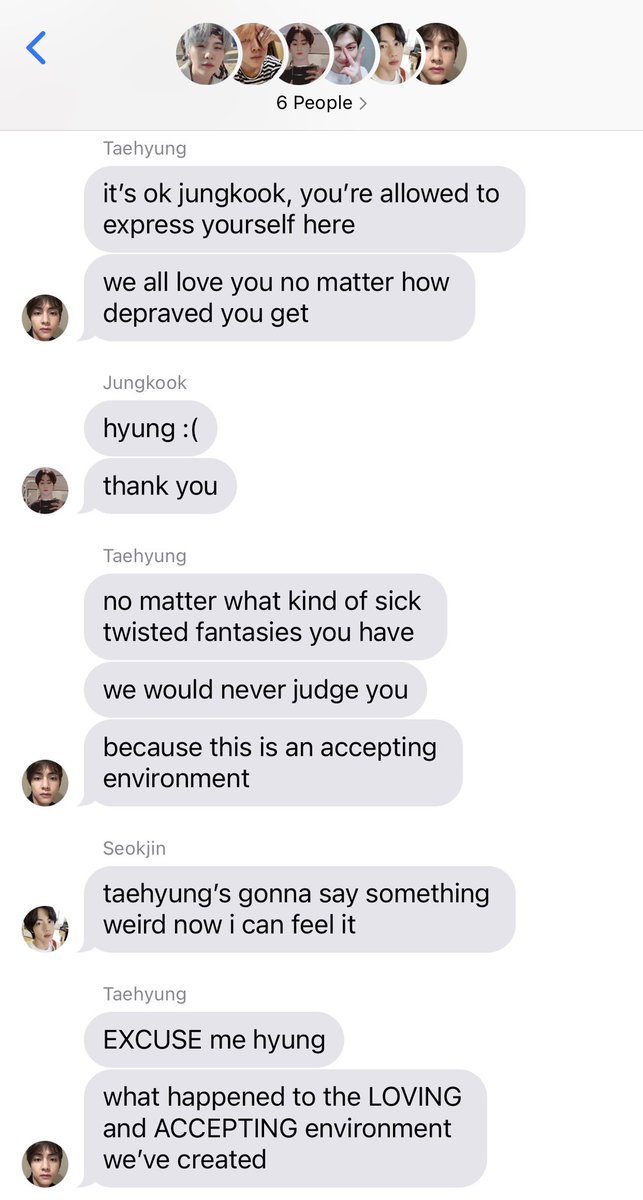 6 People >
Taehyung
it’s ok jungkook, you’re allowed to
express yourself here
we all love you no matter how
depraved you get
Jungkook
hyung :(
thank you
Taehyung
no matter what kind of sick
twisted fantasies you have
we would never judge you
because this is an accepting
environment
Seokjin
taehyung’s gonna say something
weird now i can feel it
Taehyung
EXCUSE me hyung
what happened to the LOVING
and ACCEPTING environment
we’ve created